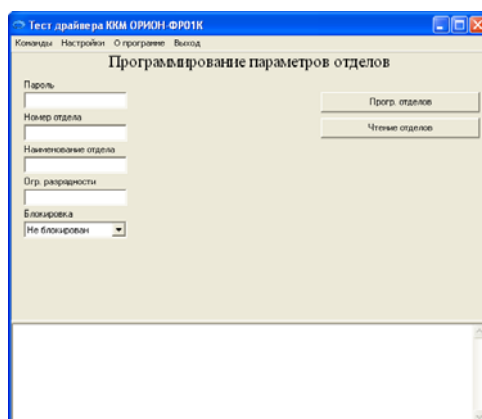 Тест драйвера ККМ ОРИОН-ФР01К
Команды Настройки О программе Выход
Программирование параметров отделов
Пароль
Номер отдела
Наименование отдела
Огр. разрядности
Блокировка
Не блокирован
Прогр. отделов
Чтение отделов